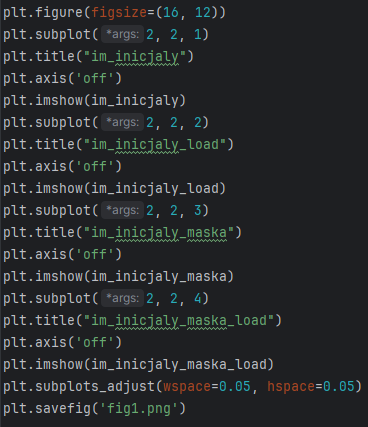 plt.figure(figsize=(16, 12))
plt.subplot( *args: 2, 2, 1)
plt.title("im_inicjaly")
plt.axis('off')
plt.imshow(im_inicjaly)
plt.subplot( *args: 2, 2, 2)
plt.title("im_inicjaly_load")
plt.axis('off')
plt.imshow(im_inicjaly_load)
plt.subplot( *args: 2, 2, 3)
plt.title("im_inicjaly_maska")
plt.axis('off')
plt.imshow(im_inicjaly_maska)
plt.subplot( *args: 2, 2, 4)
plt.title("im_inicjaly_maska_load")
plt.axis('off')
plt.imshow(im_inicjaly_maska_load)
plt.subplots_adjust(wspace=0.05, hspace=0.05)
plt.savefig('fig1.png')